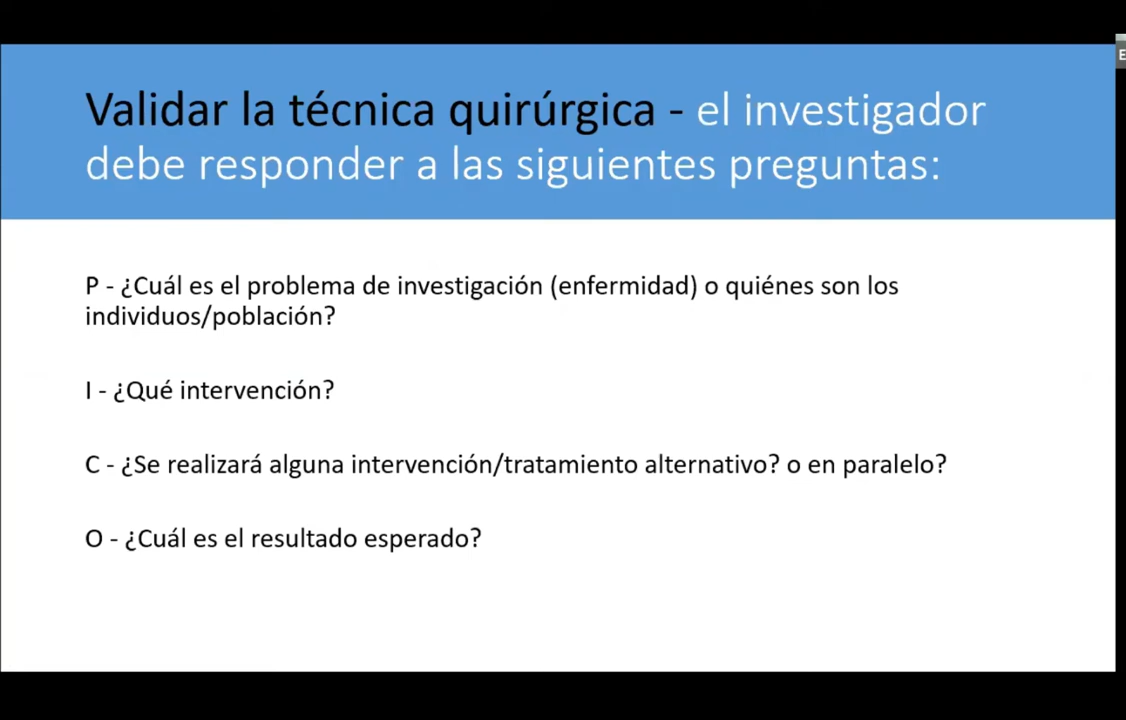 Validar la técnica quirúrgica - el investigador
debe responder a las siguientes preguntas:
P - ¿Cuál es el problema de investigación (enfermidad) o quiénes son los
individuos/población?
I - ¿Qué intervención?
C - ¿Se realizará alguna intervención/tratamiento alternativo? o en paralelo?
O - ¿Cuál es el resultado esperado?